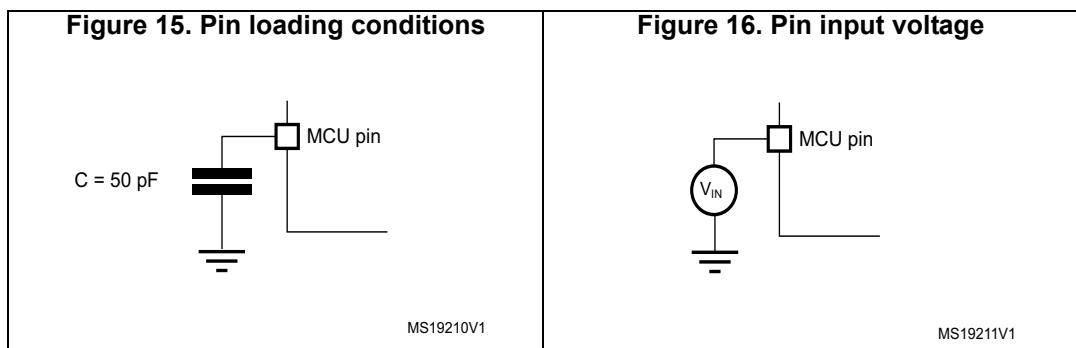 Figure 15. Pin loading conditions
MCU pin
C = 50 pF
MS19210V1
Figure 16. Pin input voltage
MCU pin
VIN
MS19211V1